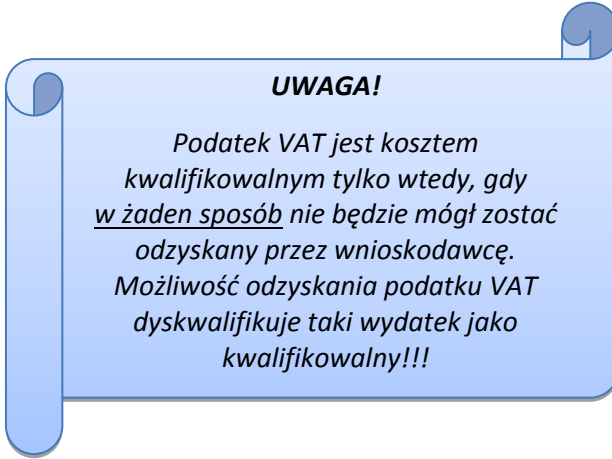 UWAGA!
Podatek VAT jest kosztem
kwalifikowalnym tylko wtedy, gdy
w żaden sposób nie będzie mógł zostać
odzyskany przez wnioskodawcę.
Możliwość odzyskania podatku VAT
dyskwalifikuje taki wydatek jako
kwalifikowalny!!!